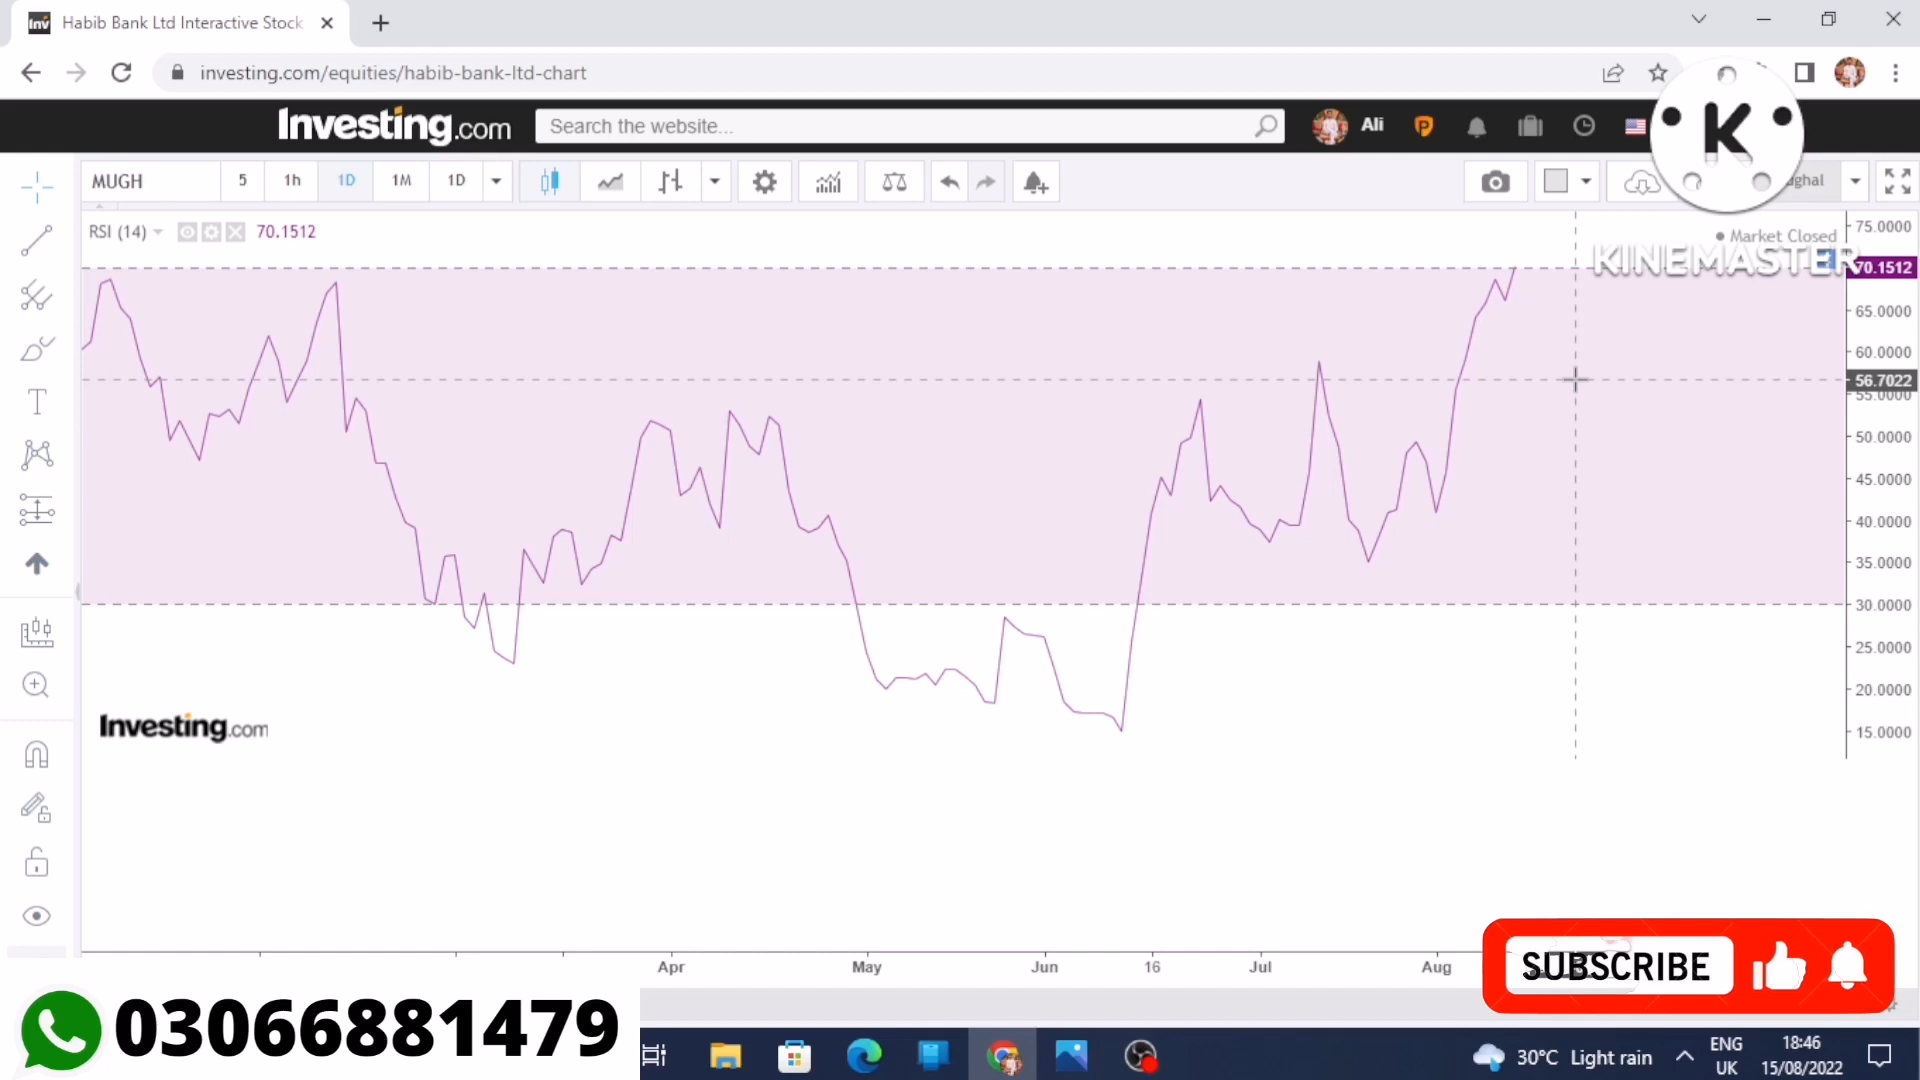 Inv Habib Bank Ltd Interactive Stock
investing.com/equities/habib-bank-ltd-chart
Investing.com Search the website... Ali P
K
MUGH 5 1h 1D 1M 1D ghal
RSI (14) 70.1512
Market Closed
KINEMASTER
75.0000
70.1512
65.0000
60.0000
56.7022
55.0000
50.0000
45.0000
40.0000
35.0000
30.0000
25.0000
20.0000
15.0000
Investing.com
Apr May Jun 16 Jul Aug
SUBSCRIBE
03066881479
30°C Light rain
ENG
UK
18:46
15/08/2022